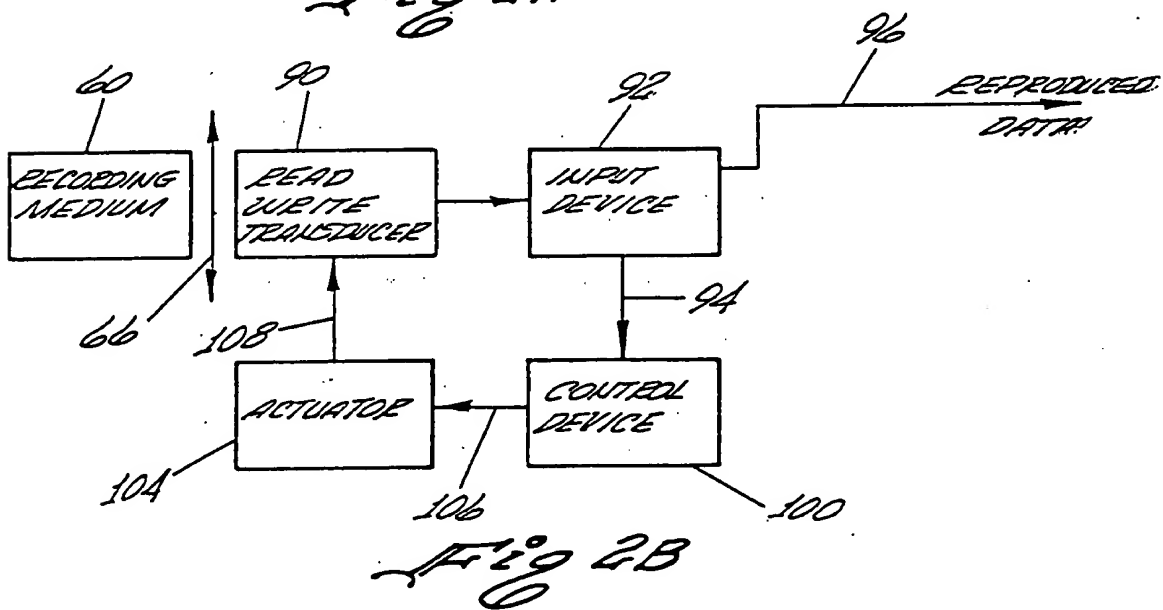 60
90
92
96
RECORDING
MEDIUM
READ
WRITE
TRANSDUCER
INPUT
DEVICE
REPRODUCED
DATA
66
108
94
ACTUATOR
CONTROL
DEVICE
104
106
100
Fig 2B